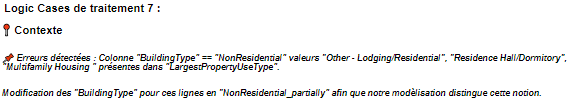 Logic Cases de traitement 7 :
Contexte
Erreurs détectées : Colonne "BuildingType" == "NonResidential" valeurs "Other - Lodging/Residential", "Residence Hall/Dormitory",
"Multifamily Housing " présentes dans "LargestPropertyUseType".
Modification des "BuildingType" pour ces lignes en "NonResidential_partially" afin que notre modèlisation distingue cette notion.